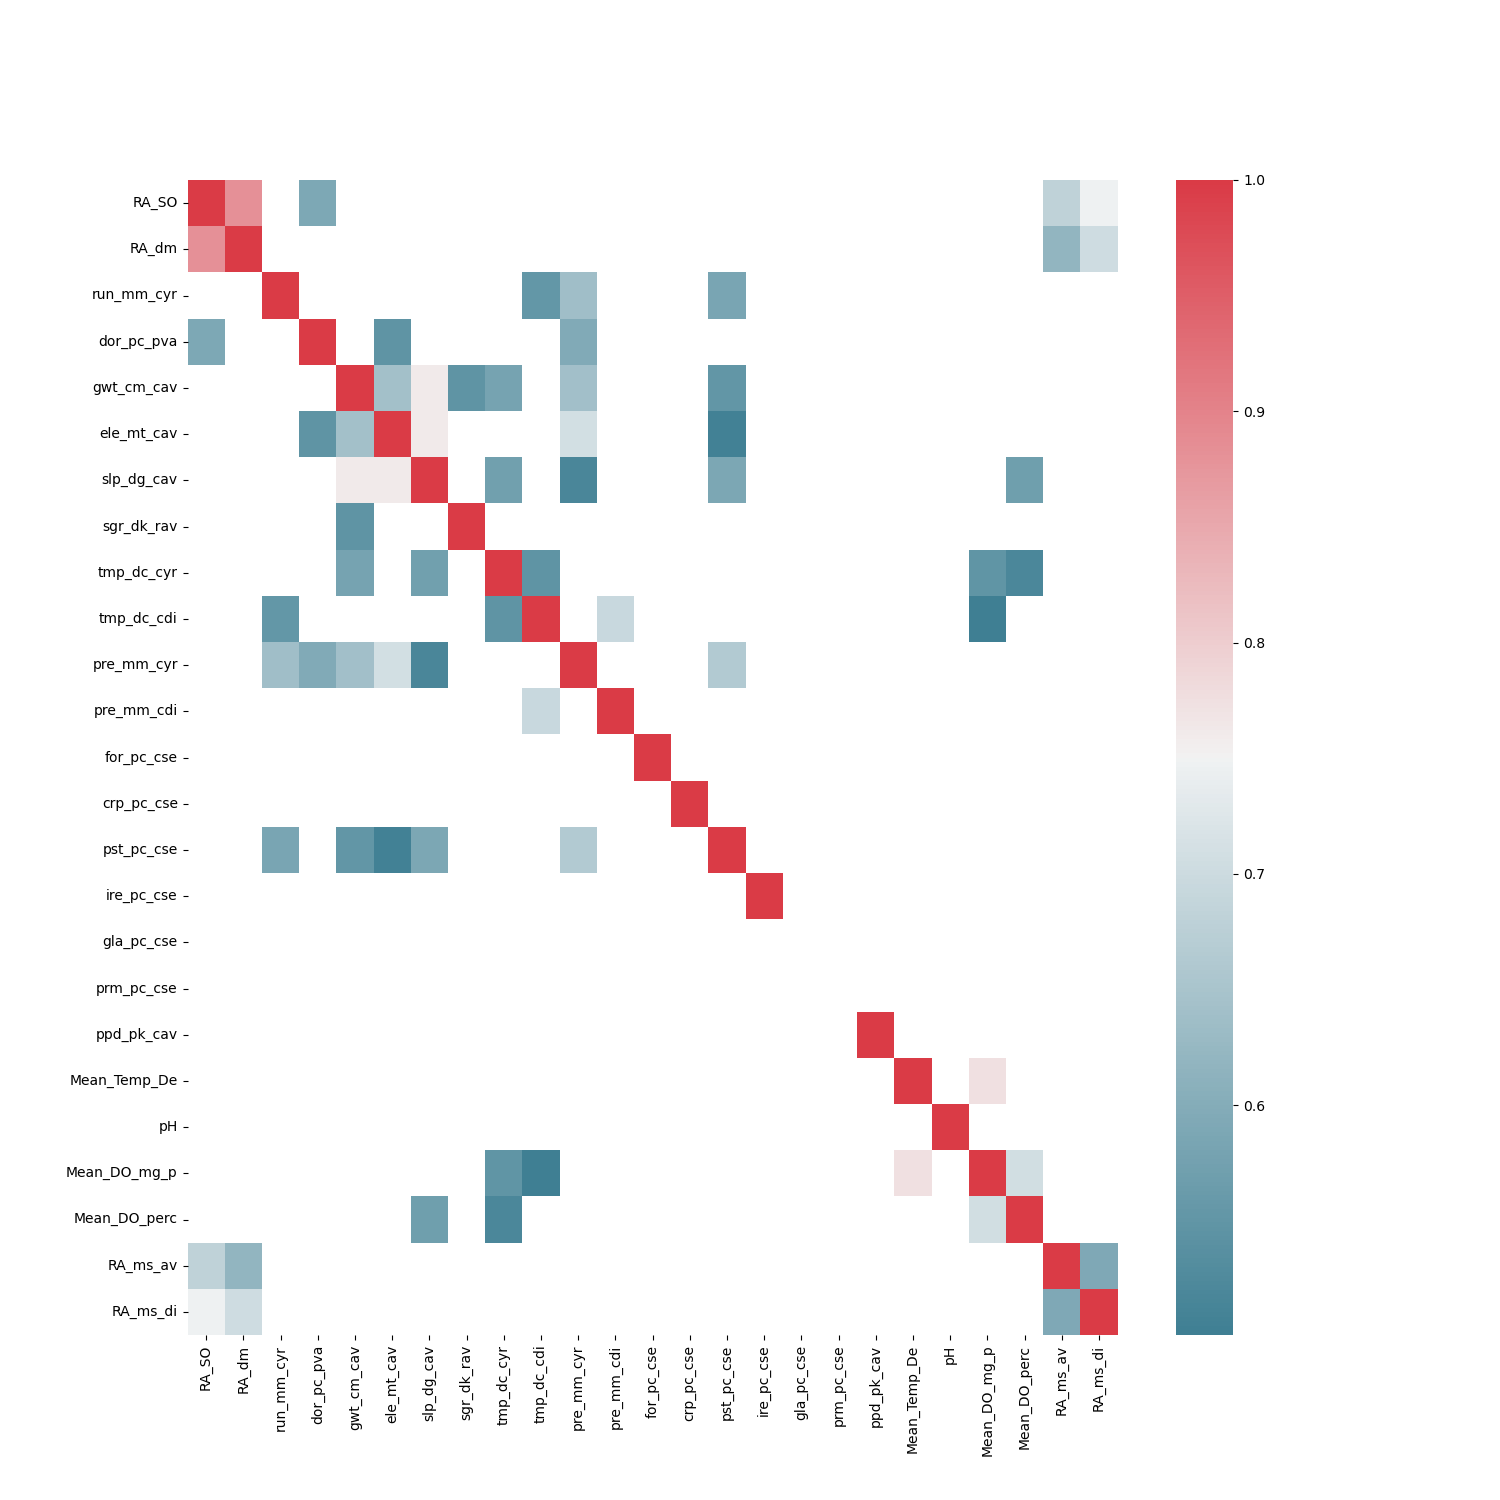 RA_SO
RA_dm
run_mm_cyr
dor_pc_pva
gwt_cm_cav
ele_mt_cav
slp_dg_cav
sgr_dk_rav
tmp_dc_cyr
tmp_dc_cdi
pre_mm_cyr
pre_mm_cdi
for_pc_cse
crp_pc_cse
pst_pc_cse
ire_pc_cse
gla_pc_cse
prm_pc_cse
ppd_pk_cav
Mean_Temp_De
pH
Mean_DO_mg_p
Mean_DO_perc
RA_ms_av
RA_ms_di
RA_SO
RA_dm
run_mm_cyr
dor_pc_pva
gwt_cm_cav
ele_mt_cav
slp_dg_cav
sgr_dk_rav
tmp_dc_cyr
tmp_dc_cdi
pre_mm_cyr
pre_mm_cdi
for_pc_cse
crp_pc_cse
pst_pc_cse
ire_pc_cse
gla_pc_cse
prm_pc_cse
ppd_pk_cav
Mean_Temp_De
pH
Mean_DO_mg_p
Mean_DO_perc
RA_ms_av
RA_ms_di
1.0
0.9
0.8
0.7
0.6